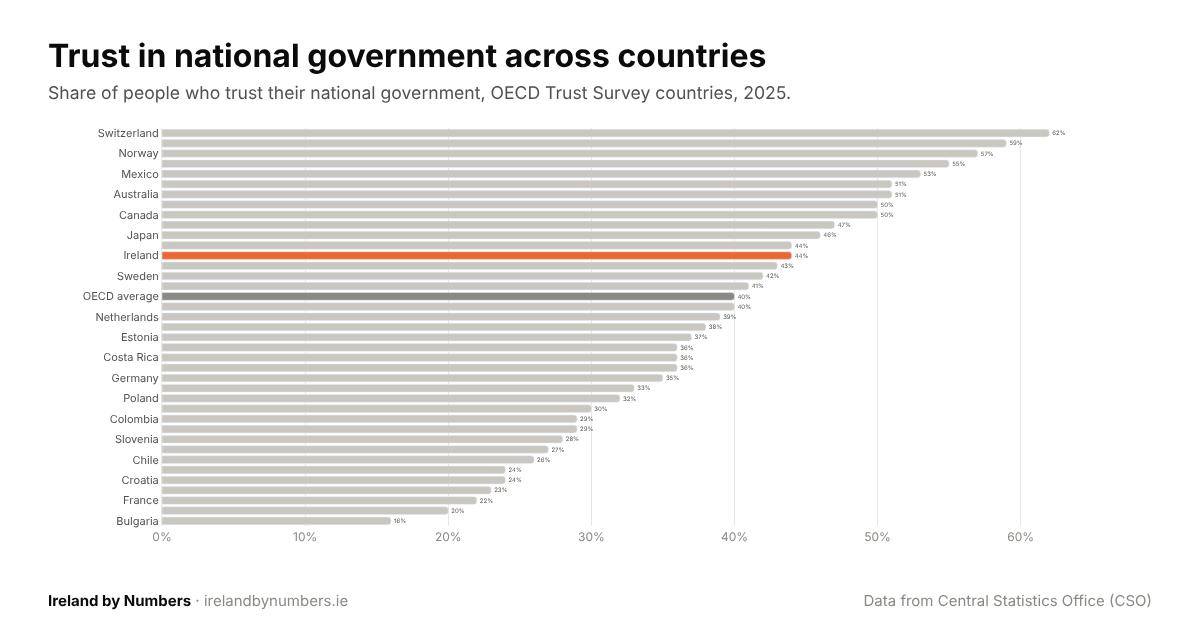 Trust in national government across countries
Share of people who trust their national government, OECD Trust Survey countries, 2025.
Switzerland 62%
59%
Norway 57%
55%
Mexico 53%
51%
Australia 51%
50%
Canada 50%
47%
Japan 46%
44%
Ireland 44%
43%
Sweden 42%
41%
OECD average 40%
40%
Netherlands 39%
38%
Estonia 37%
36%
Costa Rica 36%
36%
Germany 35%
33%
Poland 32%
30%
Colombia 29%
29%
Slovenia 28%
27%
Chile 26%
24%
Croatia 24%
23%
France 22%
20%
Bulgaria 16%
0% 10% 20% 30% 40% 50% 60%
Ireland by Numbers · irelandbynumbers.ie Data from Central Statistics Office (CSO)